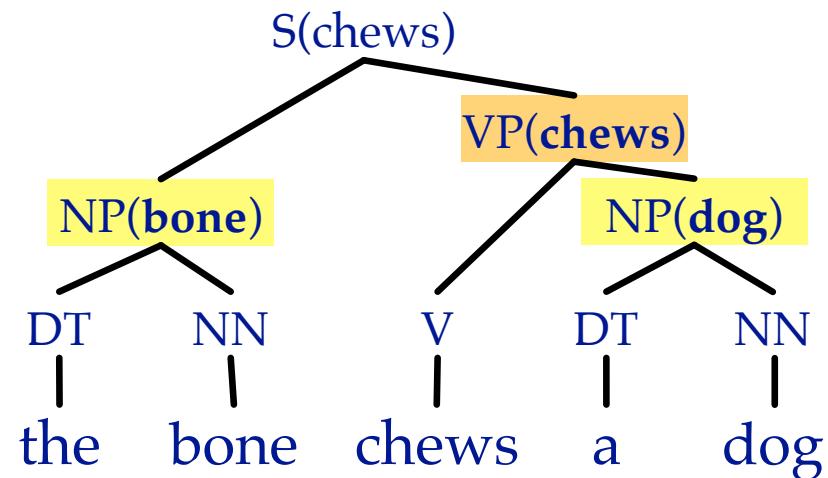 S(chews)
VP(chews)
NP(bone) NP(dog)
DT NN V DT NN
the bone chews a dog